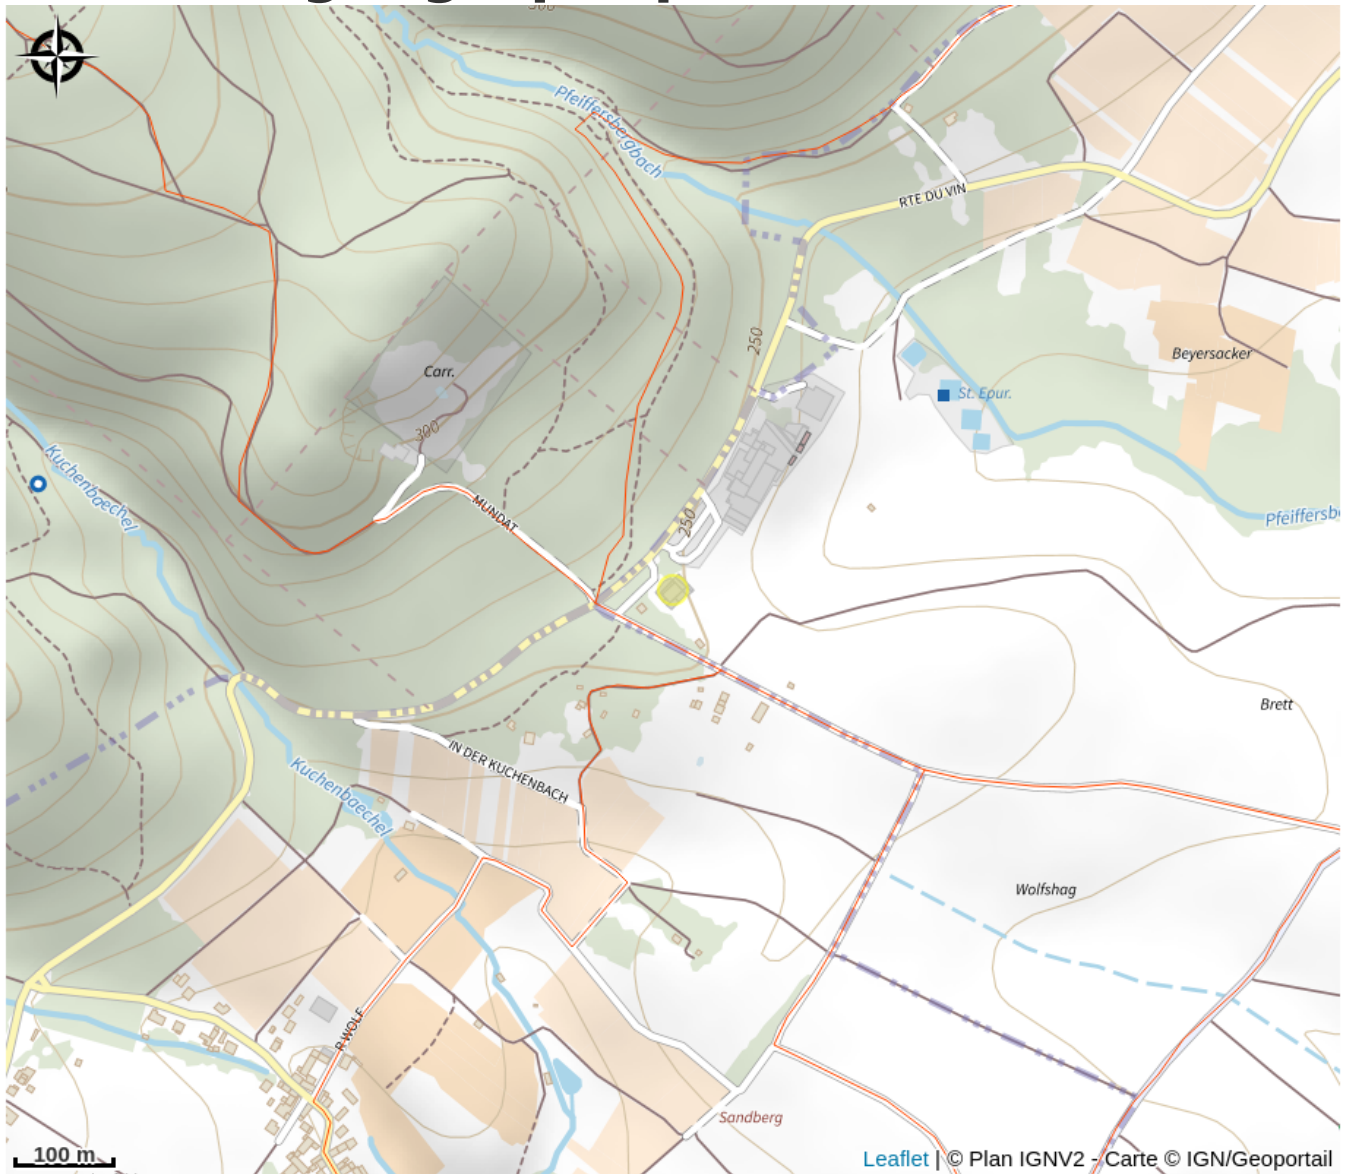 Pfeiffersbergbach
RTE DU VIN
250
Beyersacker
Carr.
St. Epur.
300
Kuchenbaechel
MUNDAT
250
Pfeiffersb
Brett
IN DER KUCHENBACH
Kuchenbaechel
Wolfshag
R WOLF
Sandberg
100 m
Leaflet | © Plan IGNV2 - Carte © IGN/Geoportail